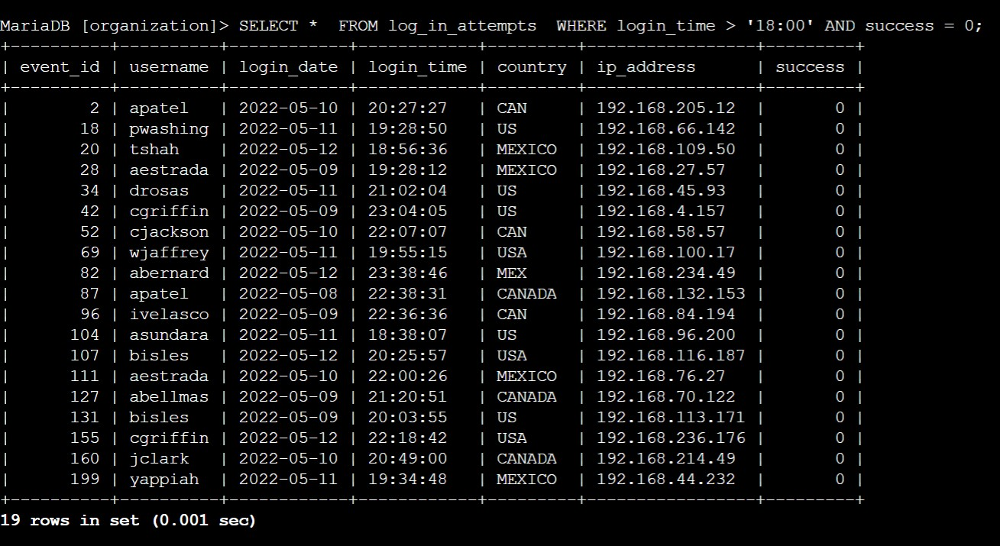 MariaDB [organization]> SELECT *  FROM log_in_attempts  WHERE login_time > '18:00' AND success = 0;
+----------+----------+------------+------------+---------+-----------------+---------+
| event_id | username | login_date | login_time | country | ip_address      | success |
+----------+----------+------------+------------+---------+-----------------+---------+
|        2 | apatel   | 2022-05-10 | 20:27:27   | CAN     | 192.168.205.12  |       0 |
|       18 | pwashing | 2022-05-11 | 19:28:50   | US      | 192.168.66.142  |       0 |
|       20 | tshah    | 2022-05-12 | 18:56:36   | MEXICO  | 192.168.109.50  |       0 |
|       28 | aestrada | 2022-05-09 | 19:28:12   | MEXICO  | 192.168.27.57   |       0 |
|       34 | drosas   | 2022-05-11 | 21:02:04   | US      | 192.168.45.93   |       0 |
|       42 | cgriffin | 2022-05-09 | 23:04:05   | US      | 192.168.4.157   |       0 |
|       52 | cjackson | 2022-05-10 | 22:07:07   | CAN     | 192.168.58.57   |       0 |
|       69 | wjaffrey | 2022-05-11 | 19:55:15   | USA     | 192.168.100.17  |       0 |
|       82 | abernard | 2022-05-12 | 23:38:46   | MEX     | 192.168.234.49  |       0 |
|       87 | apatel   | 2022-05-08 | 22:38:31   | CANADA  | 192.168.132.153 |       0 |
|       96 | ivelasco | 2022-05-09 | 22:36:36   | CAN     | 192.168.84.194  |       0 |
|      104 | asundara | 2022-05-11 | 18:38:07   | US      | 192.168.96.200  |       0 |
|      107 | bisles   | 2022-05-12 | 20:25:57   | USA     | 192.168.116.187 |       0 |
|      111 | aestrada | 2022-05-10 | 22:00:26   | MEXICO  | 192.168.76.27   |       0 |
|      127 | abellmas | 2022-05-09 | 21:20:51   | CANADA  | 192.168.70.122  |       0 |
|      131 | bisles   | 2022-05-09 | 20:03:55   | US      | 192.168.113.171 |       0 |
|      155 | cgriffin | 2022-05-12 | 22:18:42   | USA     | 192.168.236.176 |       0 |
|      160 | jclark   | 2022-05-10 | 20:49:00   | CANADA  | 192.168.214.49  |       0 |
|      199 | yappiah  | 2022-05-11 | 19:34:48   | MEXICO  | 192.168.44.232  |       0 |
+----------+----------+------------+------------+---------+-----------------+---------+
19 rows in set (0.001 sec)